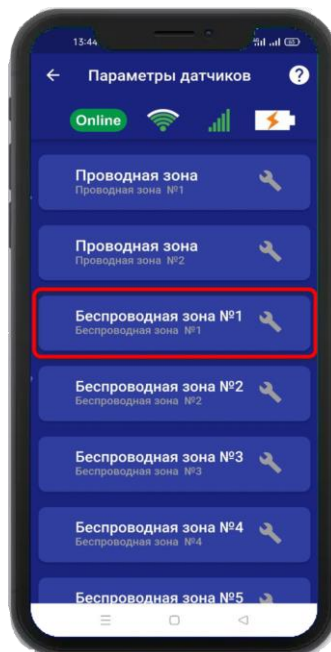 13:44
Параметры датчиков
?
Online
Проводная зона
Проводная зона №1
Проводная зона
Проводная зона №2
Беспроводная зона №1
Беспроводная зона №1
Беспроводная зона №2
Беспроводная зона №2
Беспроводная зона №3
Беспроводная зона №3
Беспроводная зона №4
Беспроводная зона №4
Беспроводная зона №5